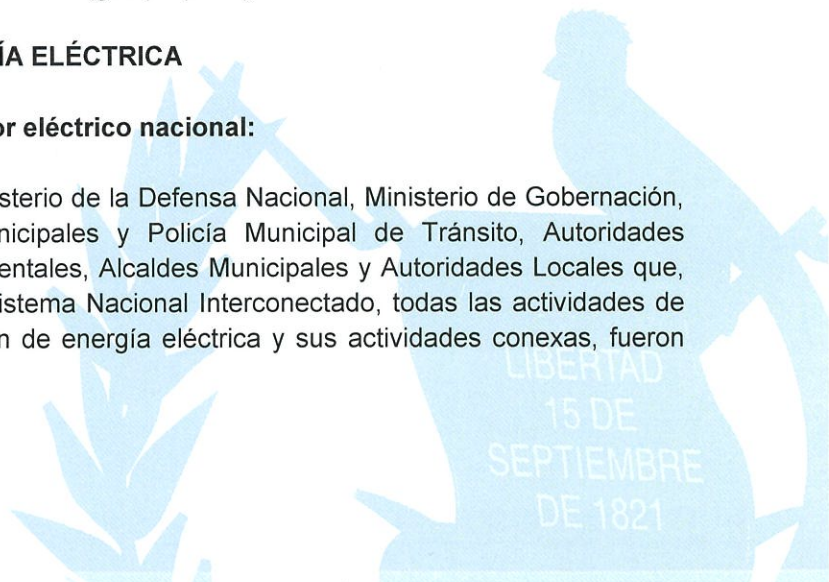 ÍA ELÉCTRICA
or eléctrico nacional:
sterio de la Defensa Nacional, Ministerio de Gobernación,
nicipales y Policía Municipal de Tránsito, Autoridades
entales, Alcaldes Municipales y Autoridades Locales que,
istema Nacional Interconectado, todas las actividades de
n de energía eléctrica y sus actividades conexas, fueron
LIBERTAD
15 DE
SEPTIEMBRE
DE 1821